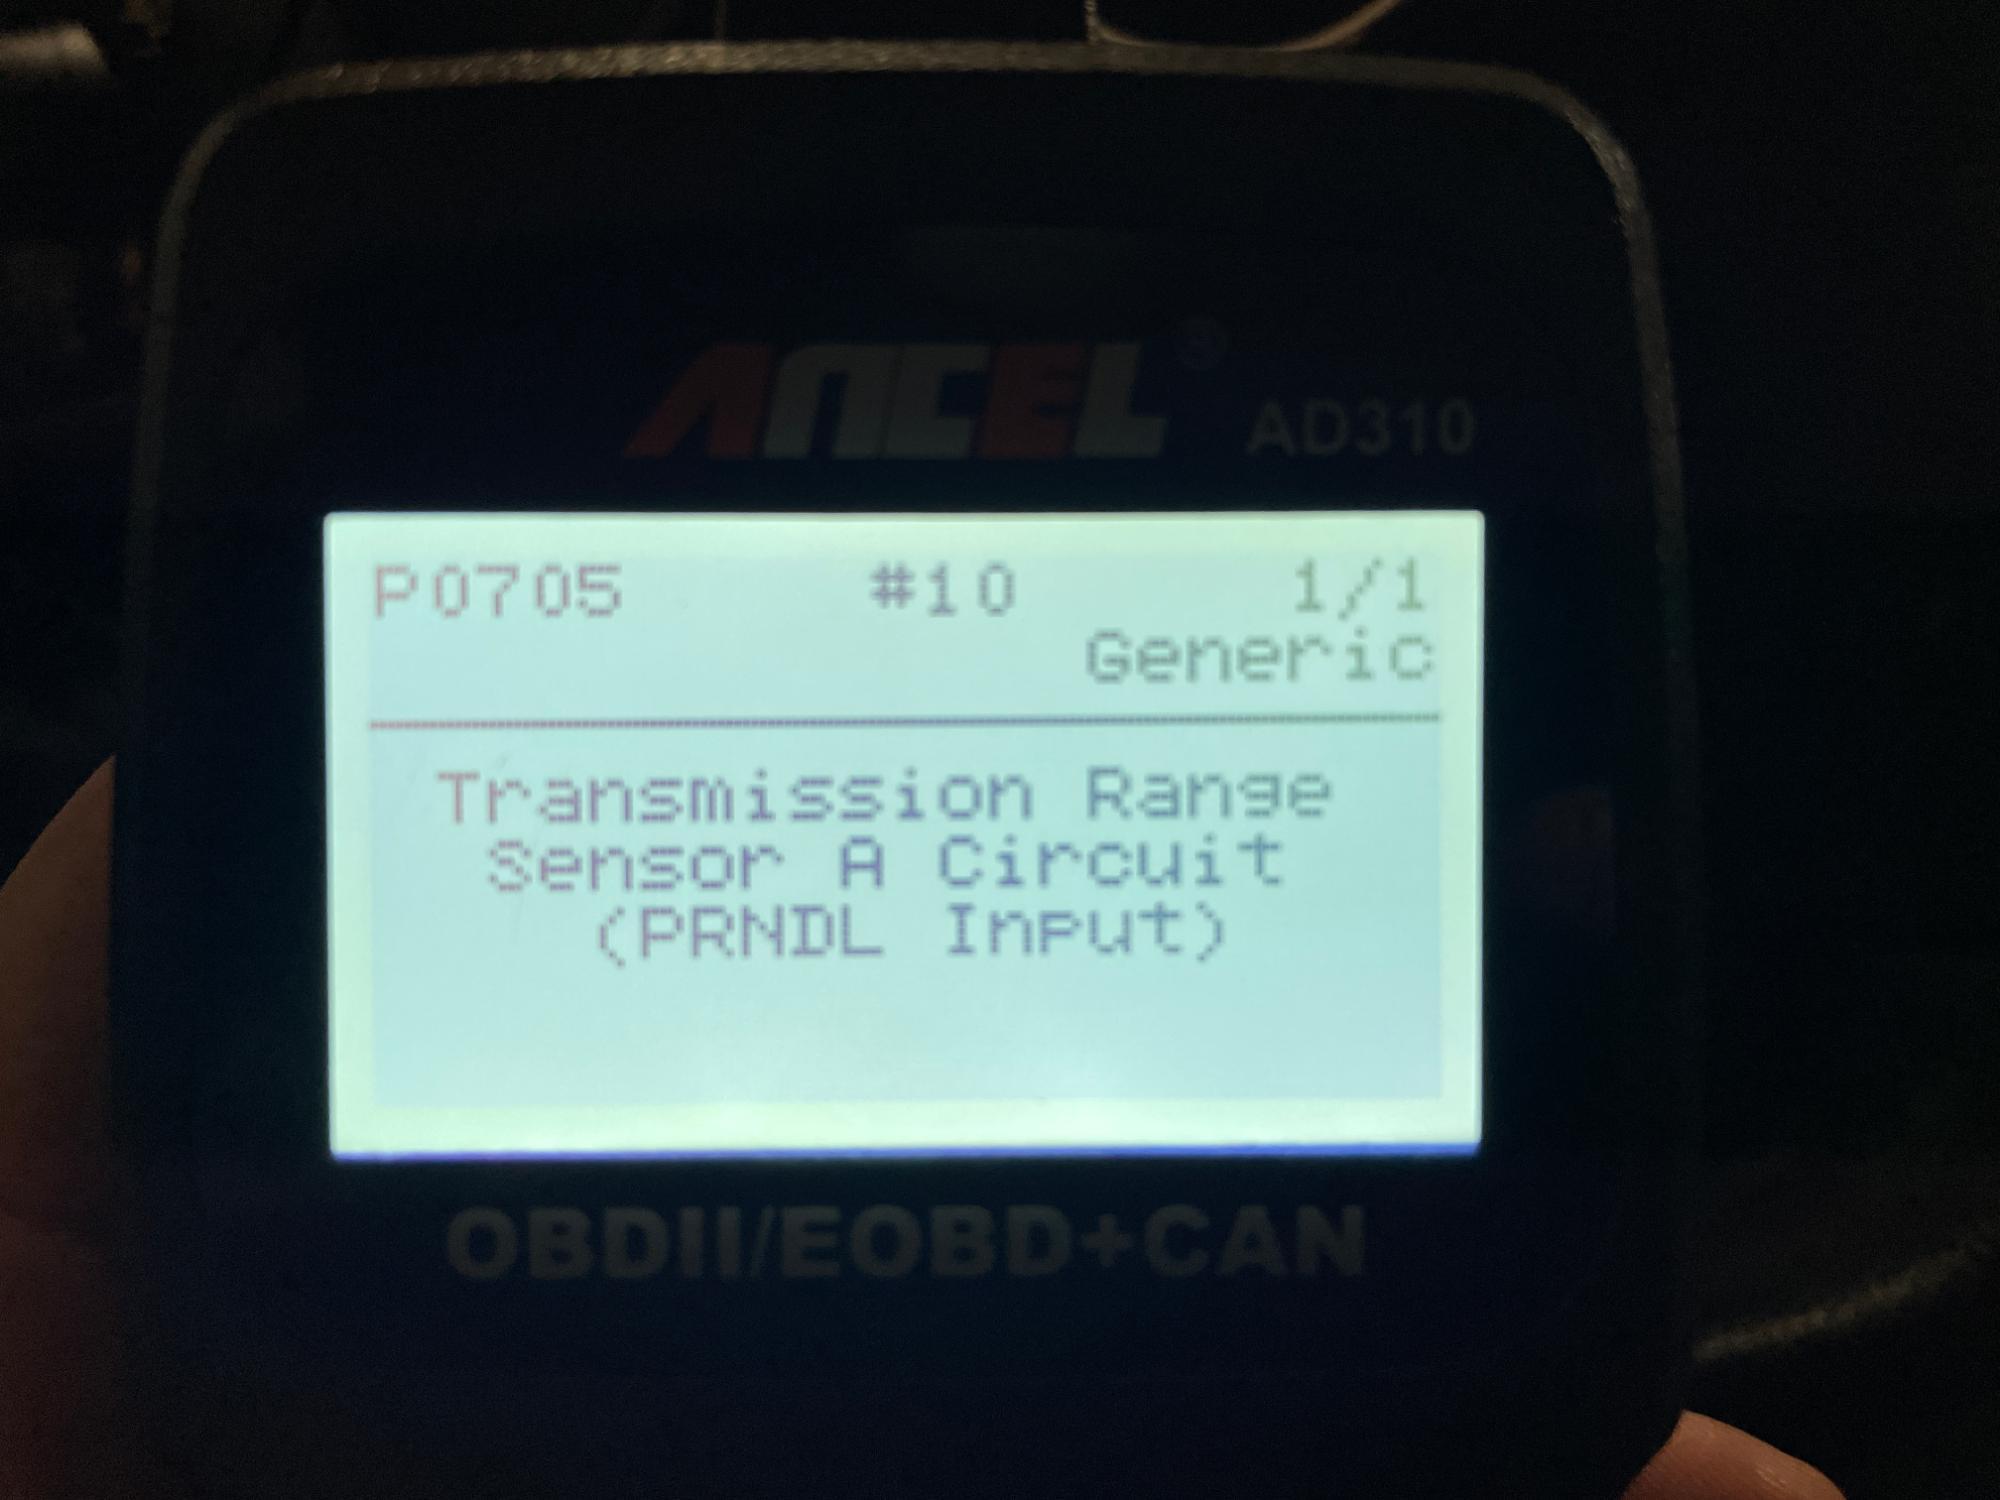 ANCEL® AD310
P0705 #10 1/1
Generic
Transmission Range
Sensor A Circuit
(PRNDL Input)
OBDII/EOBD+CAN